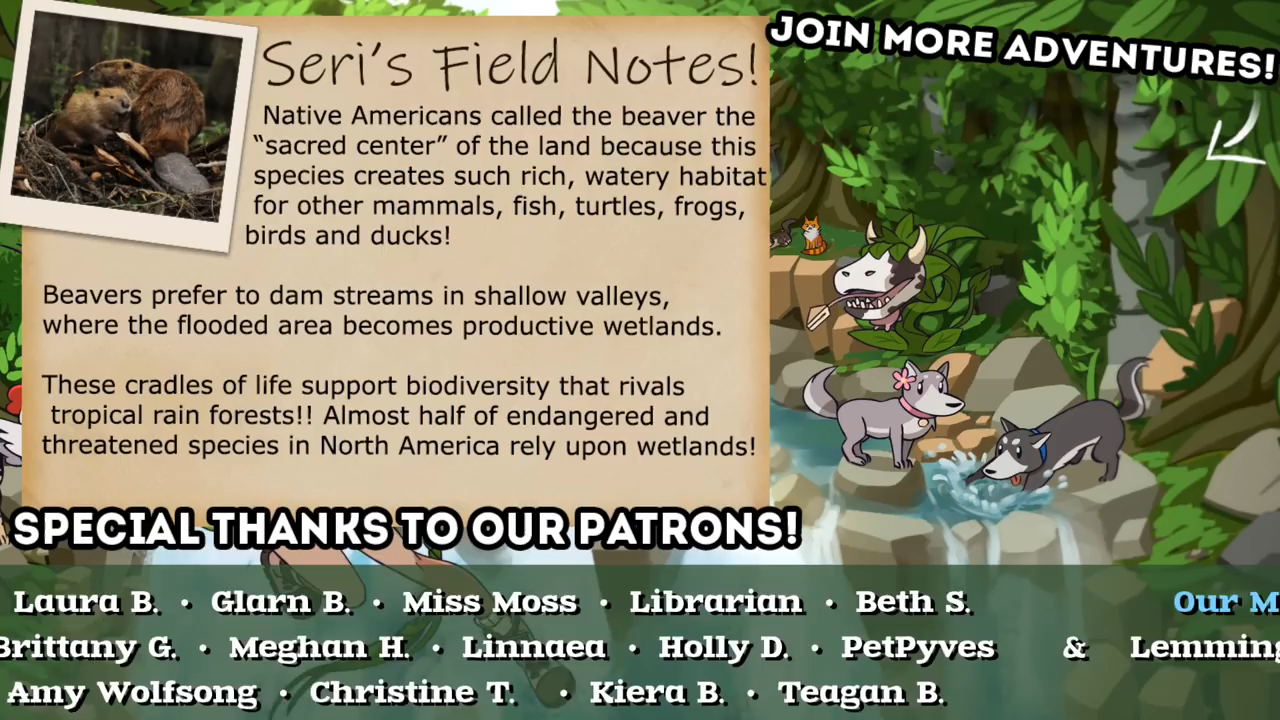 Seri's Field Notes!
Native Americans called the beaver the
“sacred center” of the land because this
species creates such rich, watery habitat
for other mammals, fish, turtles, frogs,
birds and ducks!
Beavers prefer to dam streams in shallow valleys,
where the flooded area becomes productive wetlands.
These cradles of life support biodiversity that rivals
tropical rain forests!! Almost half of endangered and
threatened species in North America rely upon wetlands!
JOIN MORE ADVENTURES!
SPECIAL THANKS TO OUR PATRONS!
Laura B. • Glarn B. • Miss Moss • Librarian • Beth S. Our M
Brittany G. • Meghan H. • Linnaea • Holly D. • PetPyves & Lemming
Amy Wolfsong • Christine T. • Kiera B. • Teagan B.